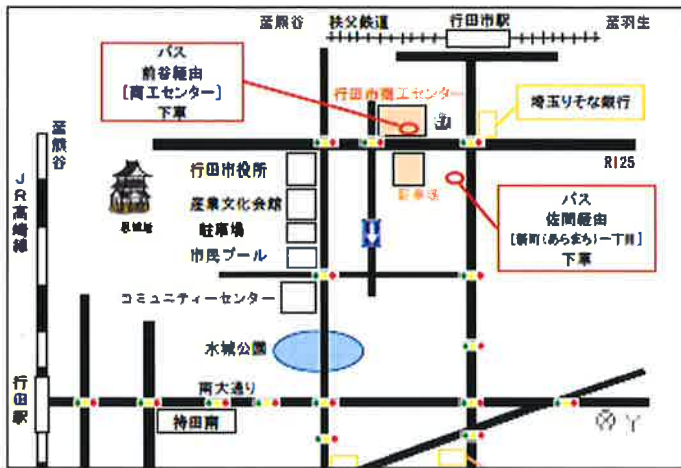 至熊谷
秩父鉄道
行田市駅
至羽生
バス
前谷経由
[商工センター]
下車
行田市商工センター
埼玉りそな銀行
至熊谷
JR高崎線
R125
行田市役所
産業文化会館
駐車場
市民プール
駐車場
バス
佐間経由
[新町(あらまち)一丁目]
下車
コミュニティーセンター
水城公園
南大通り
行田駅
持田南